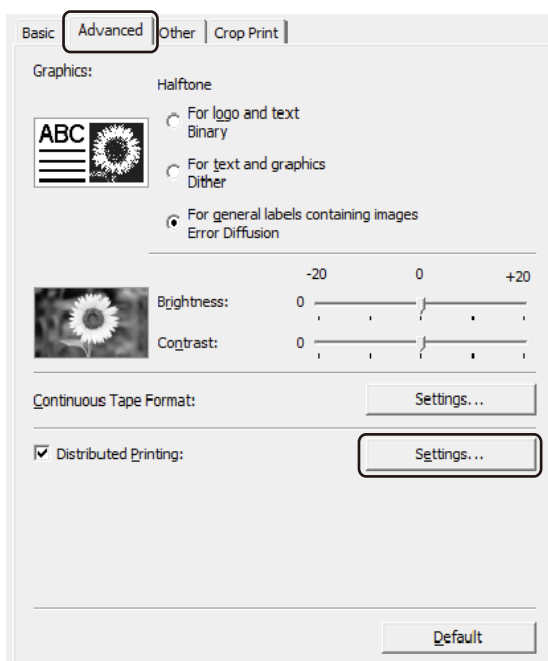 Basic Advanced Other Crop Print
Graphics:
Halftone
For logo and text
Binary
ABC
For text and graphics
Dither
For general labels containing images
Error Diffusion
-20 0 +20
Brightness: 0
Contrast: 0
Continuous Tape Format: Settings...
Distributed Printing: Settings...
Default